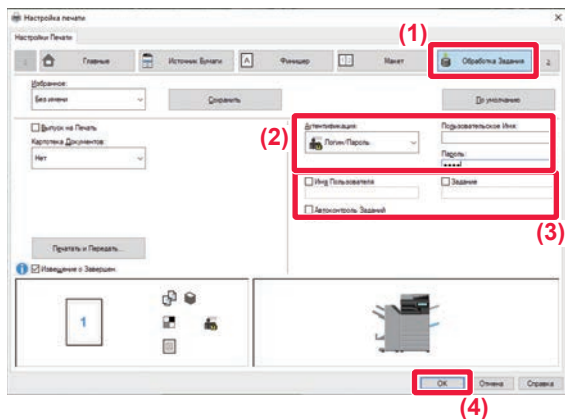 Настройка печати
Настройки Печати
(1)
Главные
Источник Бумаги
Финишер
Макет
Обработка Задания
Избранное:
Без имени
Сохранить
По умолчанию
Выпуск на Печать
Картотека Документов:
Нет
(2)
Аутентификация:
Логин/Пароль
Пользовательское Имя:
Пароль:
••••
Имя Пользователя
Задание
Автоконтроль Заданий
(3)
Печатать и Передать...
Извещение о Завершен.
1
OK
Отмена
Справка
(4)